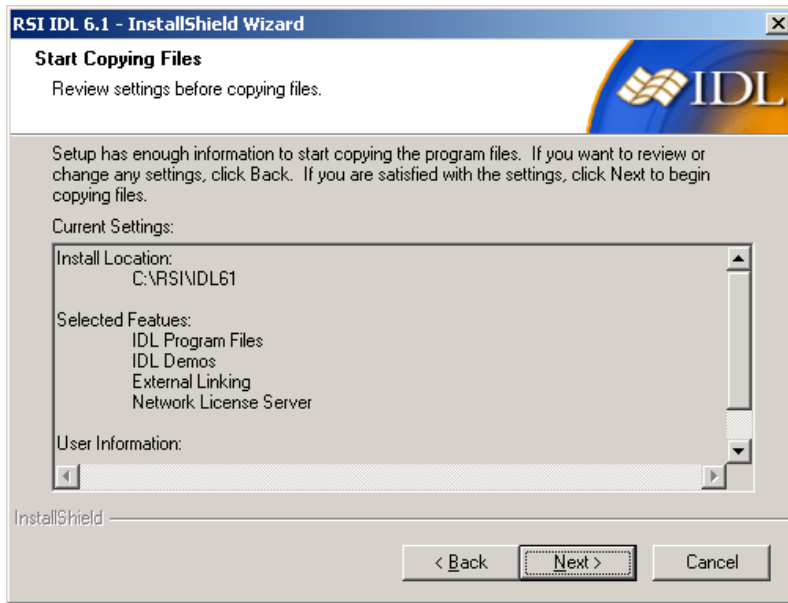 RSI IDL 6.1 - InstallShield Wizard
Start Copying Files
Review settings before copying files.
IDL
Setup has enough information to start copying the program files. If you want to review or
change any settings, click Back. If you are satisfied with the settings, click Next to begin
copying files.
Current Settings:
Install Location:
C:\RSI\IDL61
Selected Featues:
IDL Program Files
IDL Demos
External Linking
Network License Server
User Information:
InstallShield
< Back
Next >
Cancel